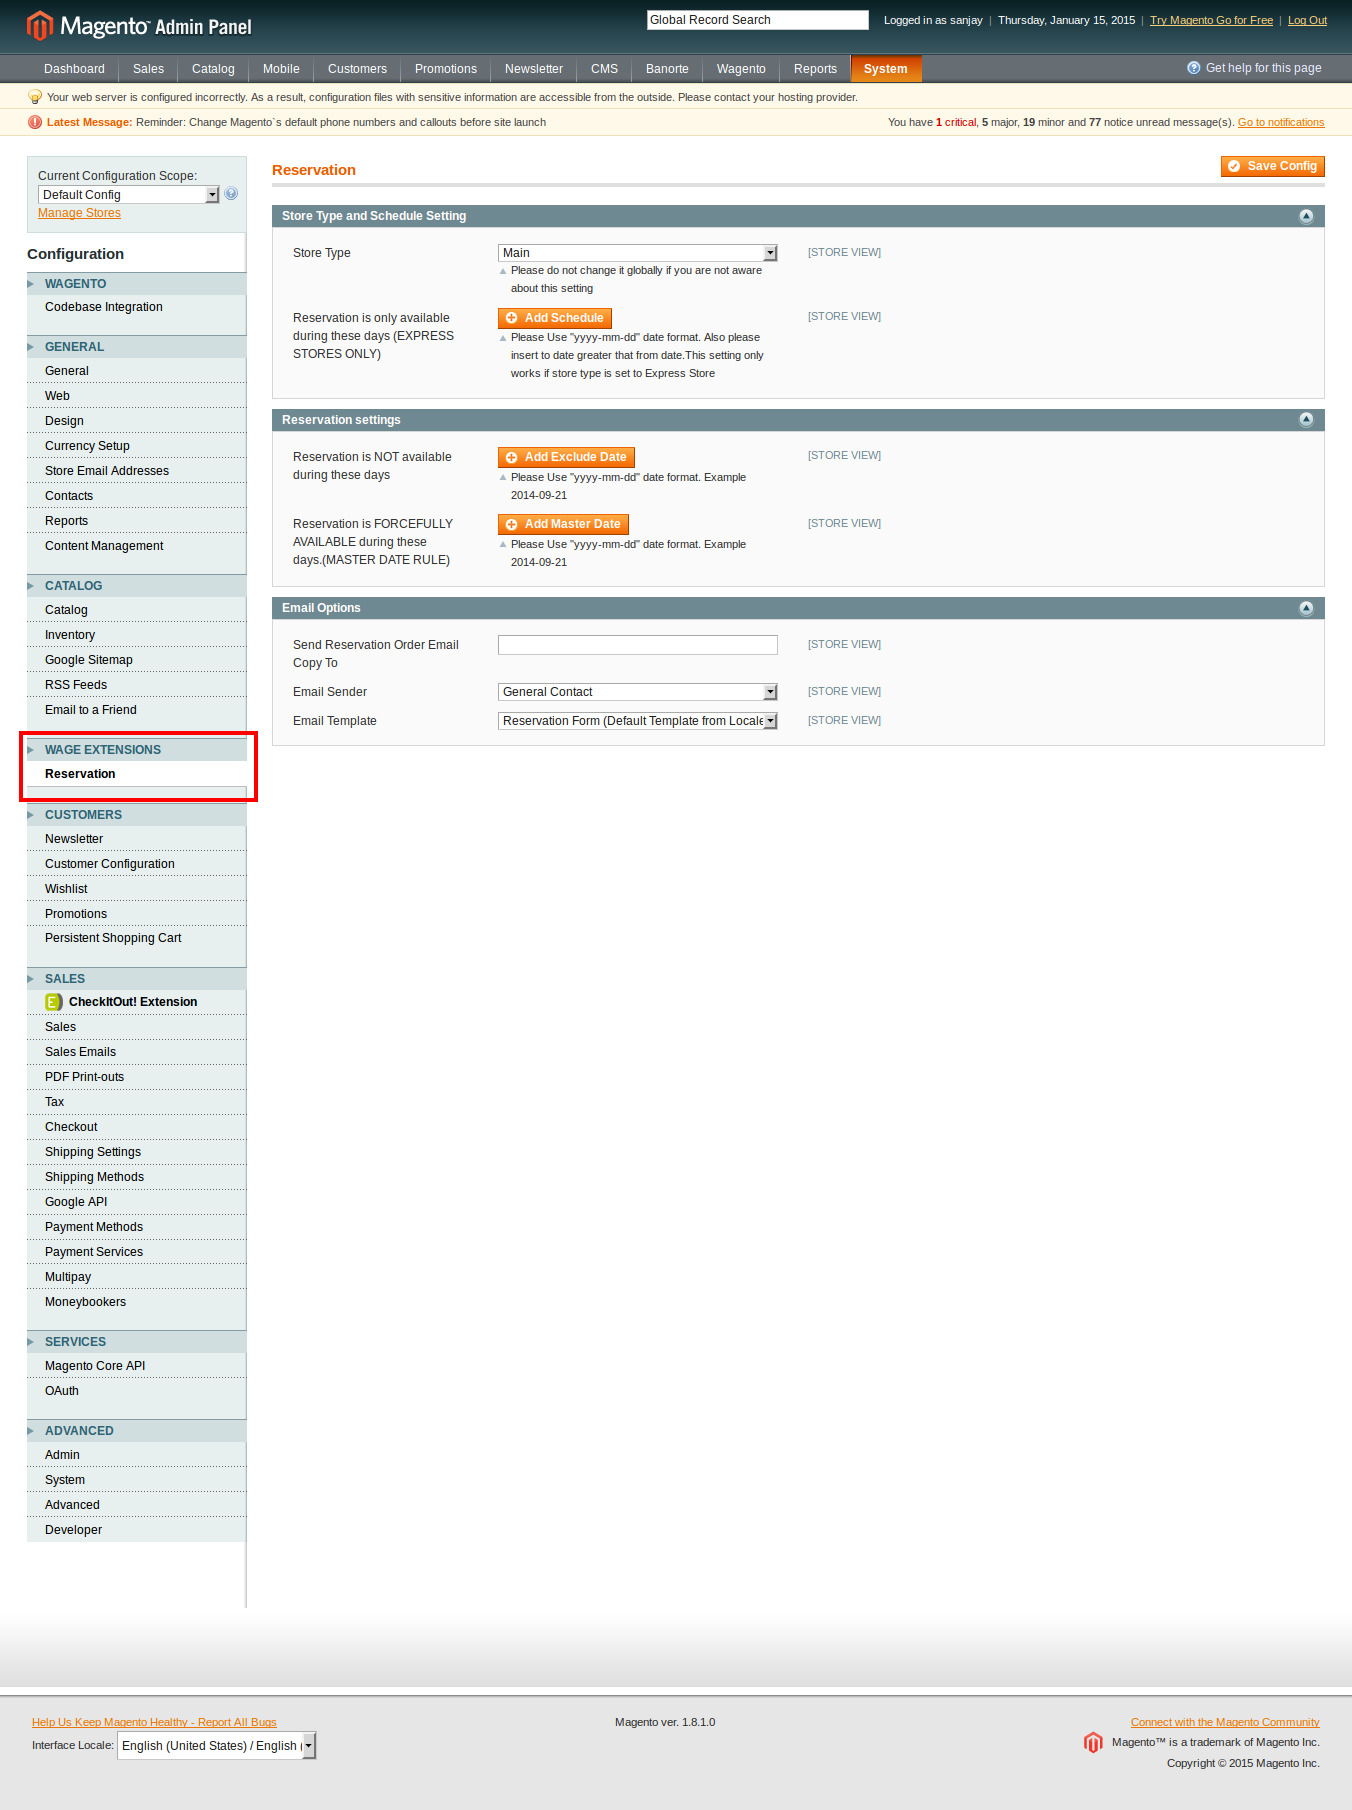 Magento™ Admin Panel
Global Record Search
Logged in as sanjay | Thursday, January 15, 2015 | Try Magento Go for Free | Log Out
Dashboard Sales Catalog Mobile Customers Promotions Newsletter CMS Banorte Wagento Reports System
Get help for this page
Your web server is configured incorrectly. As a result, configuration files with sensitive information are accessible from the outside. Please contact your hosting provider.
Latest Message: Reminder: Change Magento`s default phone numbers and callouts before site launch
You have 1 critical, 5 major, 19 minor and 77 notice unread message(s). Go to notifications
Current Configuration Scope:
Default Config
Manage Stores
Configuration
WAGENTO
Codebase Integration
GENERAL
General
Web
Design
Currency Setup
Store Email Addresses
Contacts
Reports
Content Management
CATALOG
Catalog
Inventory
Google Sitemap
RSS Feeds
Email to a Friend
WAGE EXTENSIONS
Reservation
CUSTOMERS
Newsletter
Customer Configuration
Wishlist
Promotions
Persistent Shopping Cart
SALES
E CheckItOut! Extension
Sales
Sales Emails
PDF Print-outs
Tax
Checkout
Shipping Settings
Shipping Methods
Google API
Payment Methods
Payment Services
Multipay
Moneybookers
SERVICES
Magento Core API
OAuth
ADVANCED
Admin
System
Advanced
Developer
Reservation
Save Config
Store Type and Schedule Setting
Store Type
Main
[STORE VIEW]
Please do not change it globally if you are not aware
about this setting
Reservation is only available
during these days (EXPRESS
STORES ONLY)
Add Schedule
[STORE VIEW]
Please Use "yyyy-mm-dd" date format. Also please
insert to date greater that from date.This setting only
works if store type is set to Express Store
Reservation settings
Reservation is NOT available
during these days
Add Exclude Date
[STORE VIEW]
Please Use "yyyy-mm-dd" date format. Example
2014-09-21
Reservation is FORCEFULLY
AVAILABLE during these
days.(MASTER DATE RULE)
Add Master Date
[STORE VIEW]
Please Use "yyyy-mm-dd" date format. Example
2014-09-21
Email Options
Send Reservation Order Email
Copy To
[STORE VIEW]
Email Sender
General Contact
[STORE VIEW]
Email Template
Reservation Form (Default Template from Locale
[STORE VIEW]
Help Us Keep Magento Healthy - Report All Bugs
Interface Locale: English (United States) / English (
Magento ver. 1.8.1.0
Connect with the Magento Community
Magento™ is a trademark of Magento Inc.
Copyright © 2015 Magento Inc.